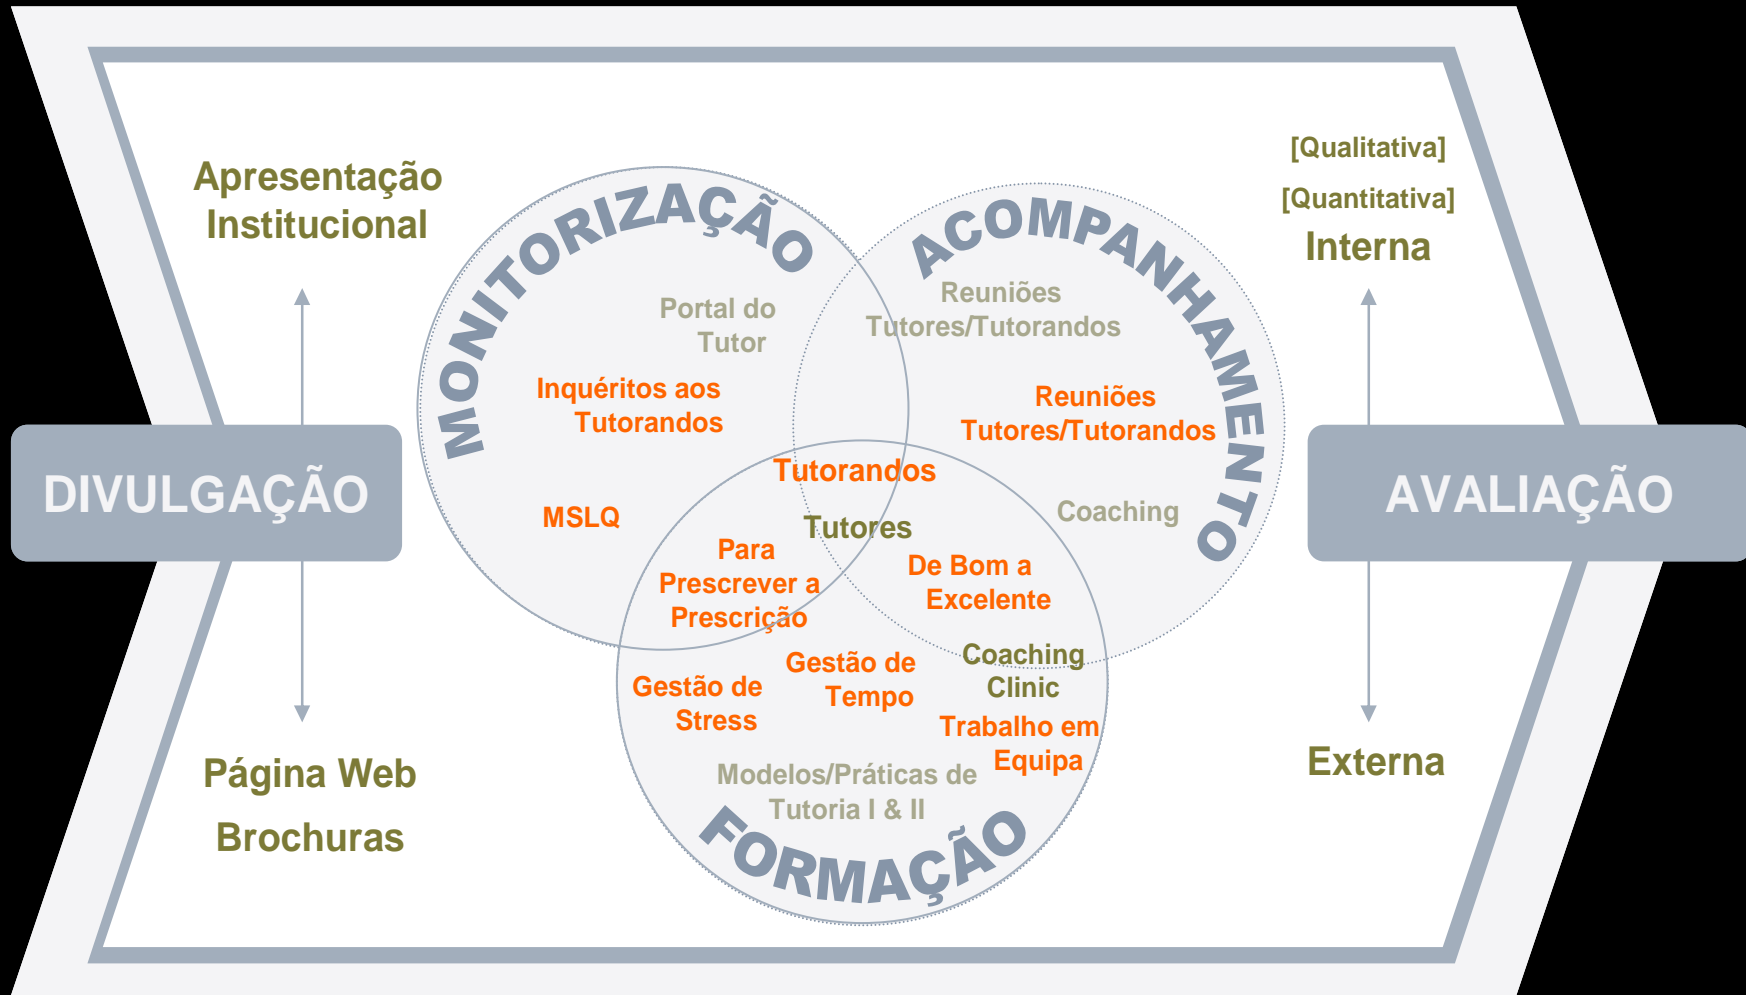 Apresentação
Institucional
DIVULGAÇÃO
Página Web
Brochuras
MONITORIZAÇÃO
Portal do
Tutor
Inquéritos aos
Tutorandos
MSLQ
ACOMPANHAMENTO
Reuniões
Tutores/Tutorandos
Reuniões
Tutores/Tutorandos
Coaching
Tutorandos
Tutores
Para
Prescrever a
Prescrição
De Bom a
Excelente
Gestão de
Stress
Gestão de
Tempo
Coaching
Clinic
Trabalho em
Equipa
Modelos/Práticas de
Tutoria I & II
FORMAÇÃO
[Qualitativa]
[Quantitativa]
Interna
AVALIAÇÃO
Externa